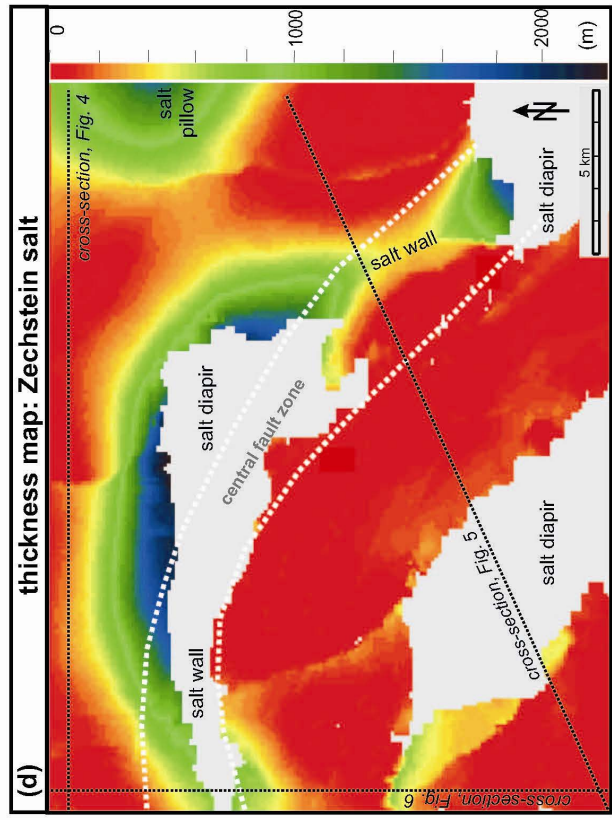 (d) thickness map: Zechstein salt
0 1000 2000 (m)
cross-section, Fig. 4
salt
pillow
salt diapir
salt wall
central fault zone
salt wall
salt diapir
N
5 km
cross-section, Fig. 5
salt diapir
cross-section, Fig. 6